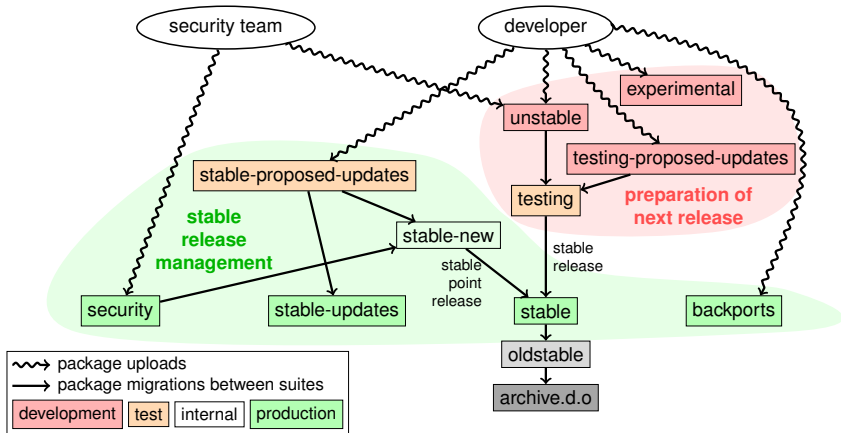 security team
developer
experimental
unstable
testing-proposed-updates
stable-proposed-updates
testing
preparation of
next release
stable
release
management
stable-new
stable
release
stable
point
release
security
stable-updates
stable
backports
oldstable
archive.d.o
package uploads
package migrations between suites
development
test
internal
production